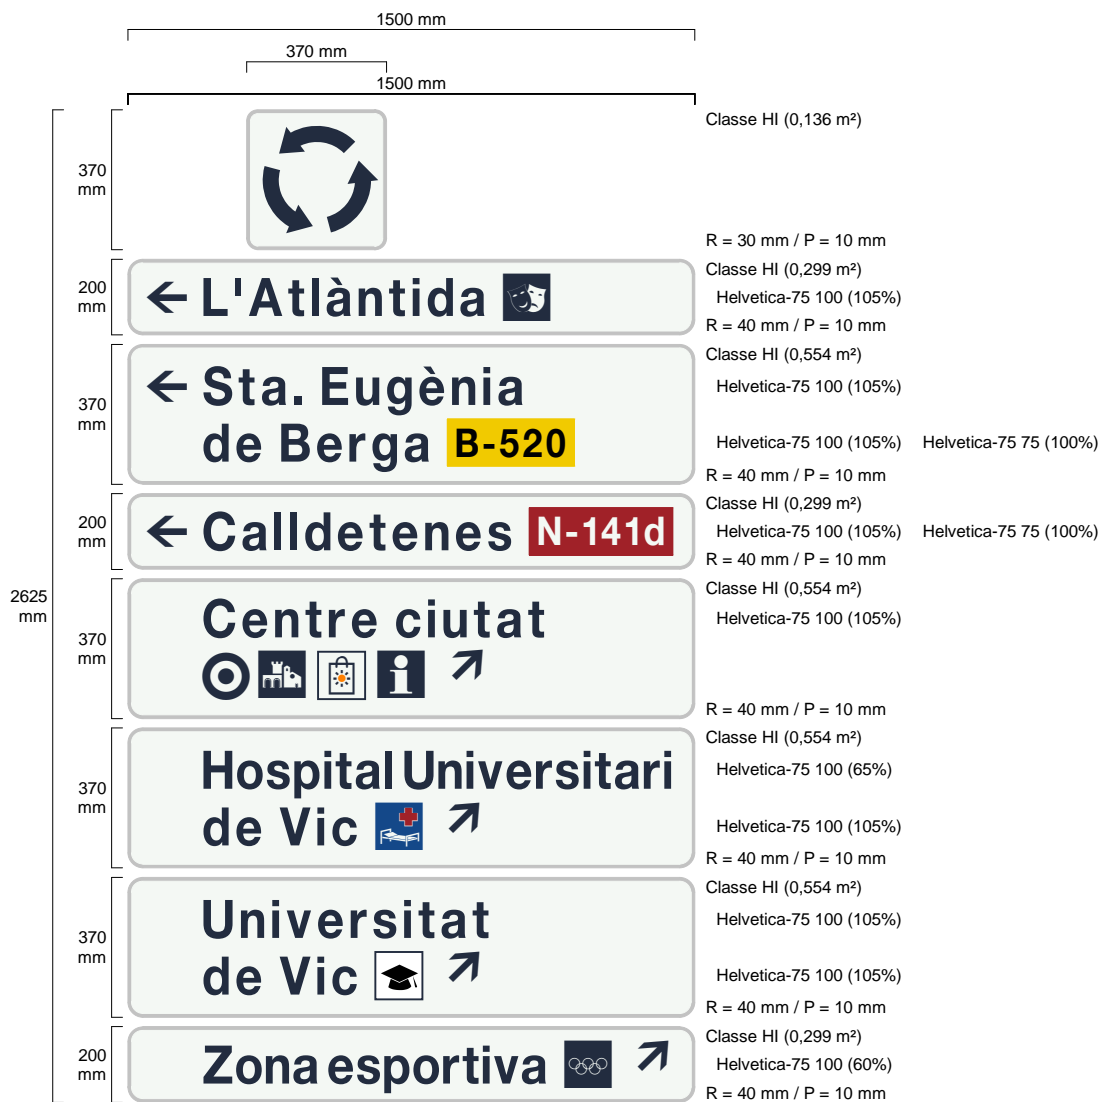 1500 mm
370 mm
1500 mm
2625 mm
370 mm
Classe HI (0,136 m²)
R = 30 mm / P = 10 mm
200 mm
L'Atlàntida
Classe HI (0,299 m²)
Helvetica-75 100 (105%)
R = 40 mm / P = 10 mm
370 mm
Sta. Eugènia
de Berga B-520
Classe HI (0,554 m²)
Helvetica-75 100 (105%)
Helvetica-75 100 (105%) Helvetica-75 75 (100%)
R = 40 mm / P = 10 mm
200 mm
Calldetenes N-141d
Classe HI (0,299 m²)
Helvetica-75 100 (105%) Helvetica-75 75 (100%)
R = 40 mm / P = 10 mm
370 mm
Centre ciutat
i
Classe HI (0,554 m²)
Helvetica-75 100 (105%)
R = 40 mm / P = 10 mm
370 mm
Hospital Universitari
de Vic
Classe HI (0,554 m²)
Helvetica-75 100 (65%)
Helvetica-75 100 (105%)
R = 40 mm / P = 10 mm
370 mm
Universitat
de Vic
Classe HI (0,554 m²)
Helvetica-75 100 (105%)
Helvetica-75 100 (105%)
R = 40 mm / P = 10 mm
200 mm
Zona esportiva
Classe HI (0,299 m²)
Helvetica-75 100 (60%)
R = 40 mm / P = 10 mm